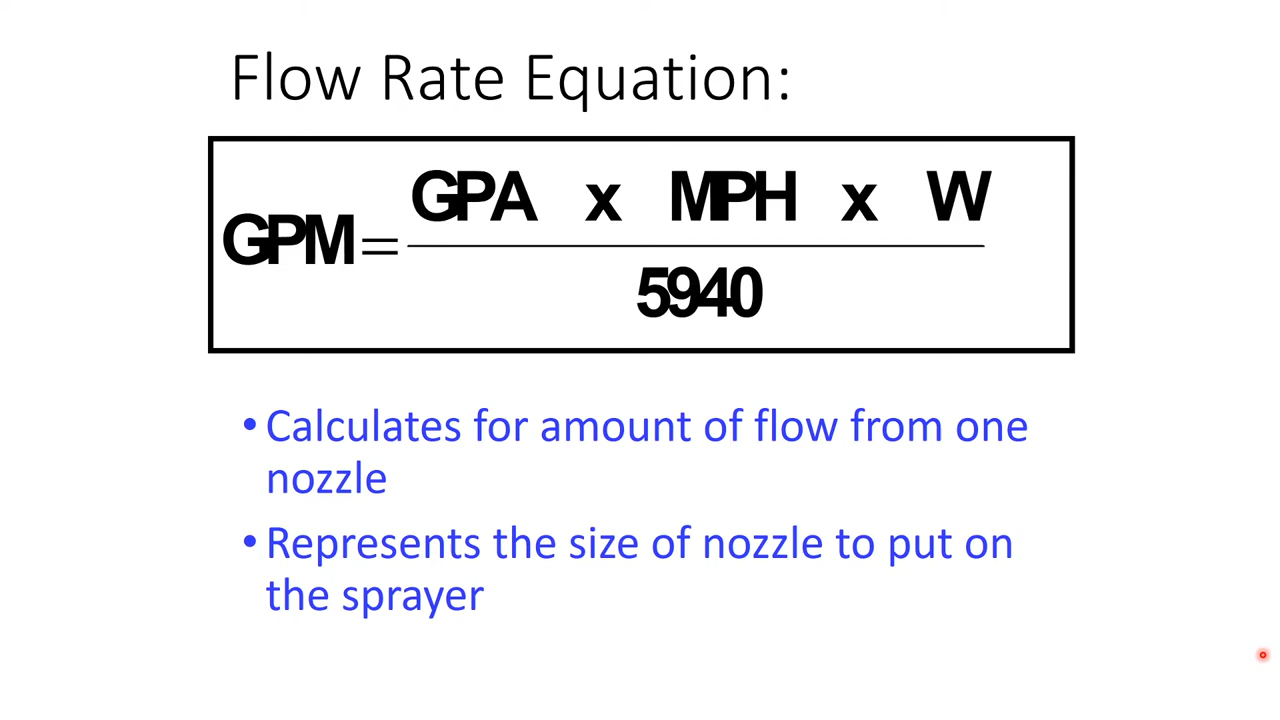 Flow Rate Equation:
GPA x MPH x W
GPM=
5940
•Calculates for amount of flow from one
nozzle
•Represents the size of nozzle to put on
the sprayer